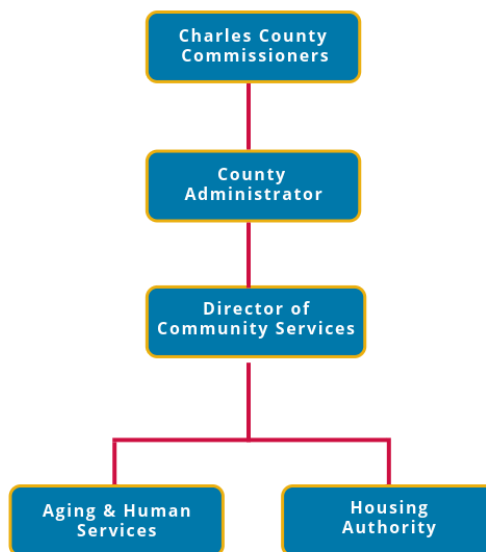 Charles County
Commissioners
County
Administrator
Director of
Community Services
Aging & Human
Services
Housing
Authority